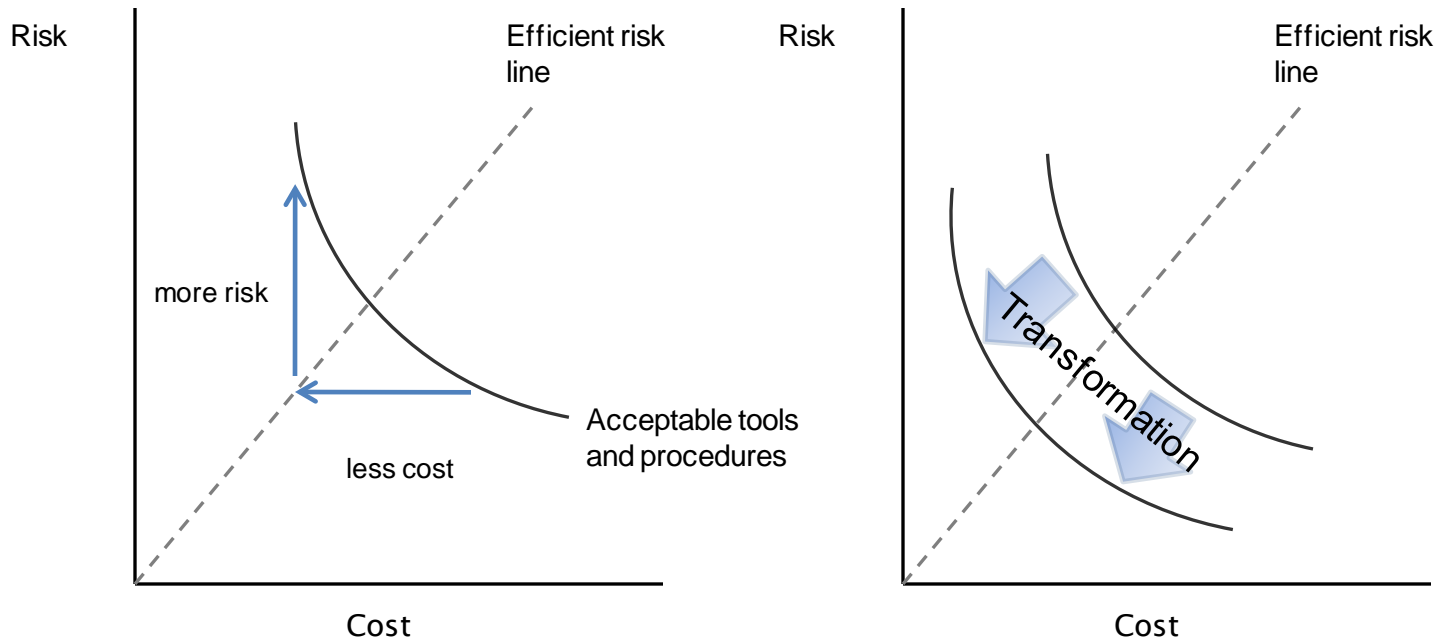 Risk
Efficient risk
line
more risk
less cost
Acceptable tools
and procedures
Cost
Risk
Efficient risk
line
Transformation
Cost